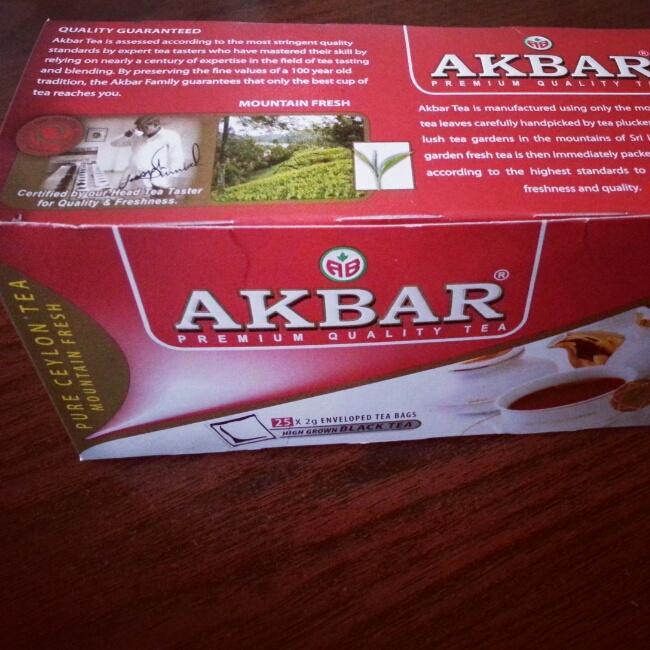 QUALITY GUARANTEED
Akbar Tea is assessed according to the most stringent quality
standards by expert tea tasters who have mastered their skill by
relying on nearly a century of expertise in the field of tea tasting
and blending. By preserving the fine values of a 100 year old
tradition, the Akbar Family guarantees that only the best cup of
tea reaches you.
MOUNTAIN FRESH
Certified by our Head Tea Taster
for Quality & Freshness.
AB
AKBAR
PREMIUM QUALITY
Akbar Tea is manufactured using only the
tea leaves carefully handpicked by tea
lush tea gardens in the mountains of Sri
garden fresh tea is then immediately
according to the highest standards to
freshness and quality.
AB
AKBAR®
PREMIUM QUALITY TEA
PURE CEYLON TEA
MOUNTAIN FRESH
25 X 2g ENVELOPED TEA BAGS
HIGH GROWN BLACK TEA